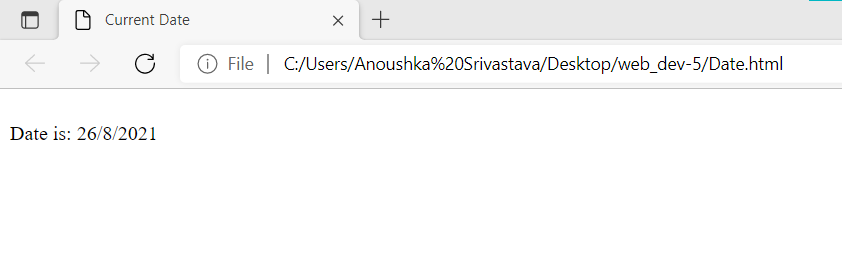 Current Date
File | C:/Users/Anoushka%20Srivastava/Desktop/web_dev-5/Date.html
Date is: 26/8/2021